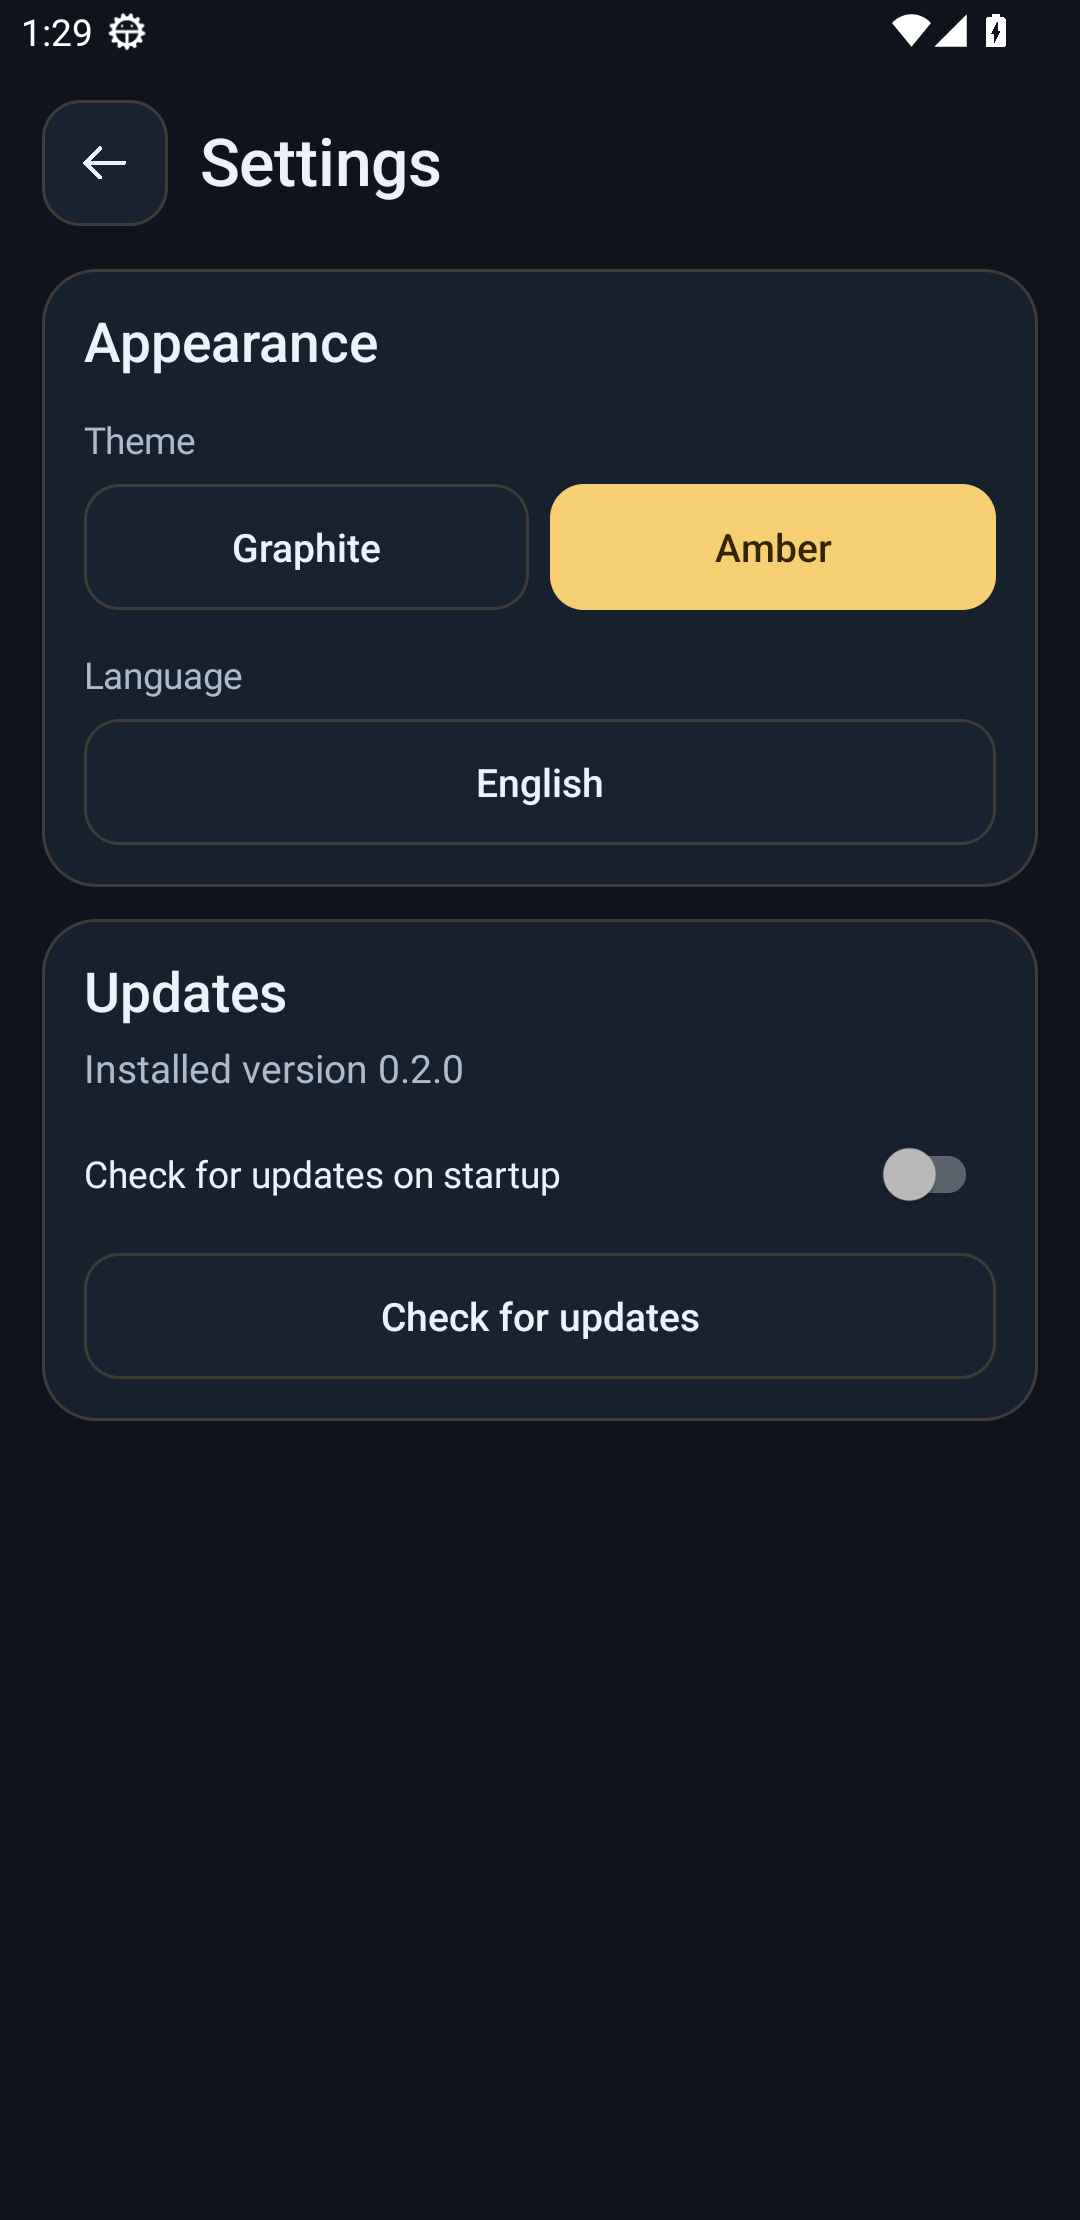 1:29
Settings
Appearance
Theme
Graphite
Amber
Language
English
Updates
Installed version 0.2.0
Check for updates on startup
Check for updates